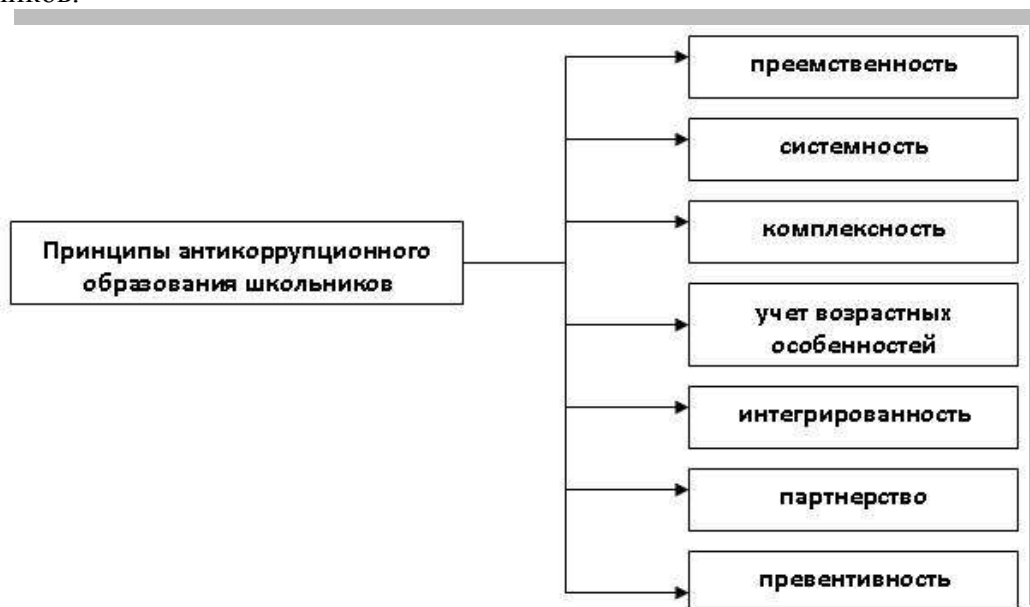 преемственность
системность
комплексность
Принципы антикоррупционного
образования школьников
учет возрастных
особенностей
интегрированность
партнерство
превентивность